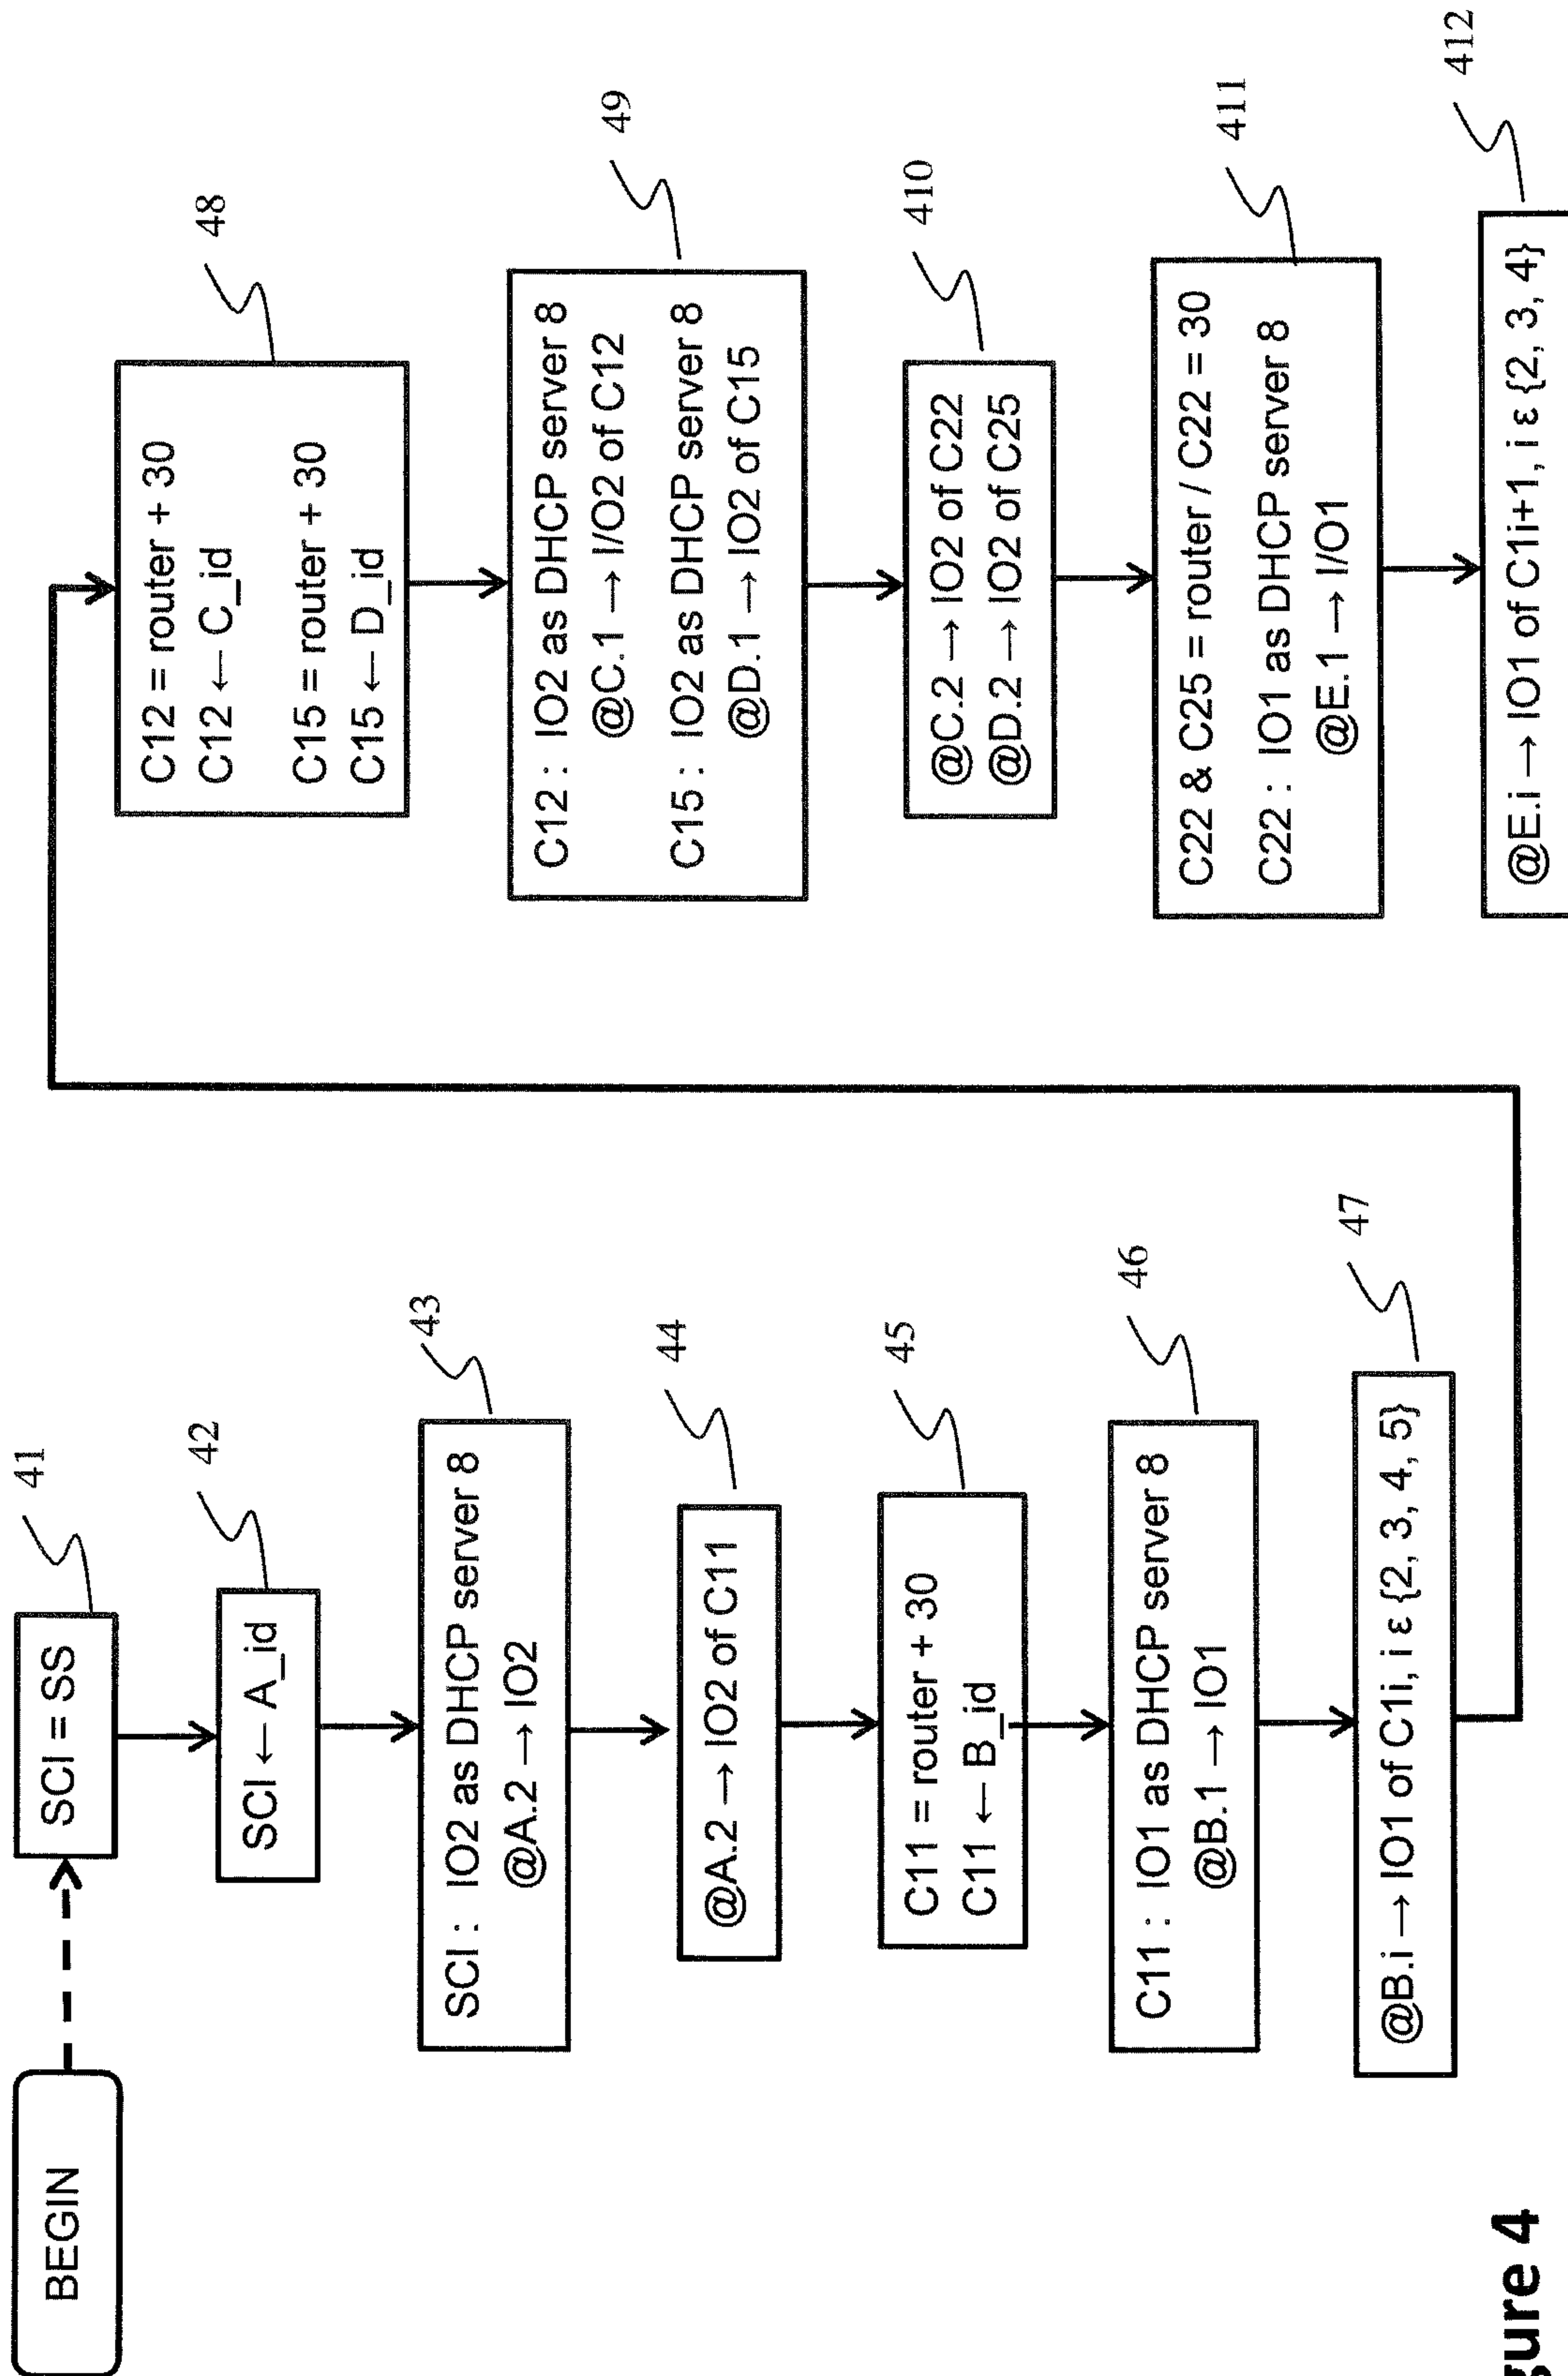 BEGIN
SCI = SS
41
SCI ← A_id
42
SCI : IO2 as DHCP server 8
@A.2 → IO2
43
@A.2 → IO2 of C11
44
C11 = router + 30
C11 ← B_id
45
C11 : IO1 as DHCP server 8
@B.1 → IO1
46
@B.i → IO1 of C1i, i ε {2, 3, 4, 5}
47
C12 = router + 30
C12 ← C_id
C15 = router + 30
C15 ← D_id
48
C12 : IO2 as DHCP server 8
@C.1 → I/O2 of C12
C15 : IO2 as DHCP server 8
@D.1 → IO2 of C15
49
@C.2 → IO2 of C22
@D.2 → IO2 of C25
410
C22 & C25 = router / C22 = 30
C22 : IO1 as DHCP server 8
@E.1 → I/O1
411
@E.i → IO1 of C1i+1, i ε {2, 3, 4}
412
gure 4